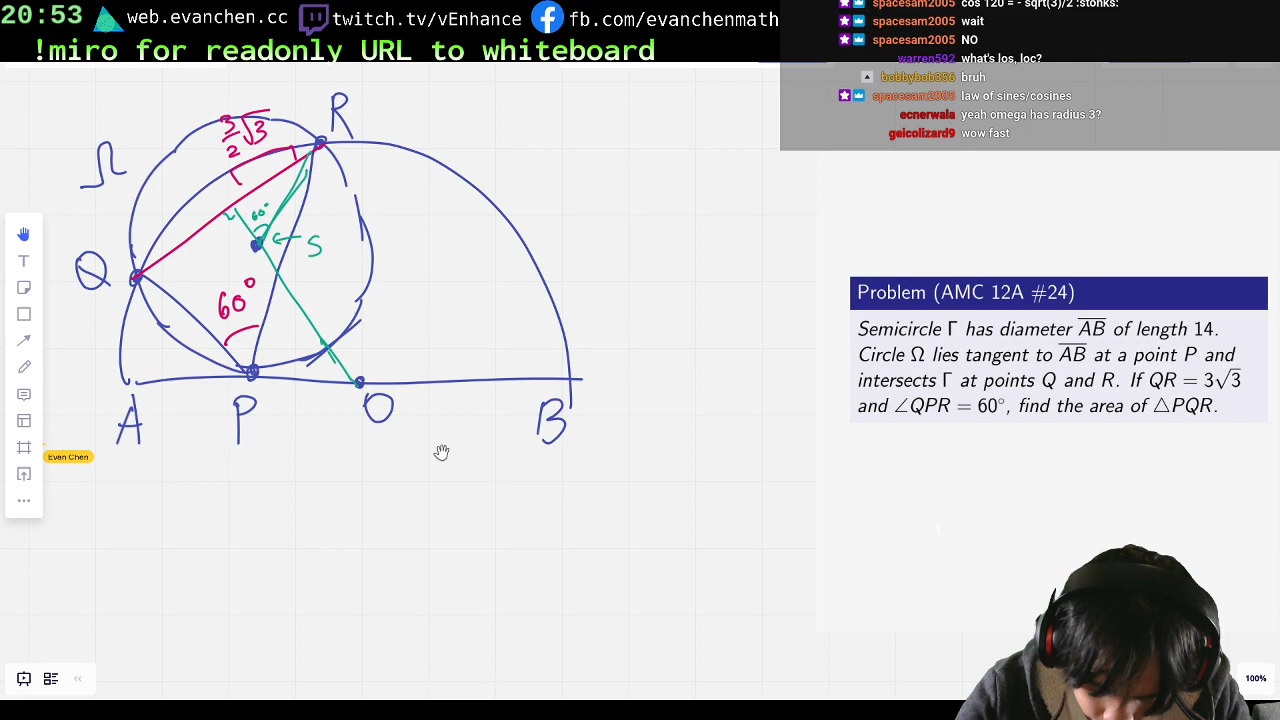 20:53 web.evanchen.cc twitch.tv/vEnhance fb.com/evanchenmath
!miro for readonly URL to whiteboard
spacesam2005 cos 120 = - sqrt(3)/2 :stonks:
spacesam2005 wait
spacesam2005 NO
warren592 what's los, loc?
bobbybob356 bruh
spacesam2005 law of sines/cosines
ecnerwala yeah omega has radius 3?
geicolizard9 wow fast
R
3/2 √3
Ω
60°
S
Q
60°
A P O B
Evan Chen
Problem (AMC 12A #24)
Semicircle Γ has diameter AB of length 14.
Circle Ω lies tangent to AB at a point P and
intersects Γ at points Q and R. If QR = 3√3
and ∠QPR = 60°, find the area of △PQR.
100%